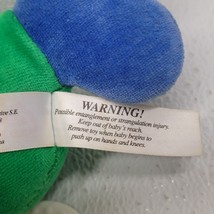 WARNING!
Possible entanglement or strangulation injury.
Keep out of baby's reach.
Remove toy when baby begins to
push up on hands and knees.
S.E.